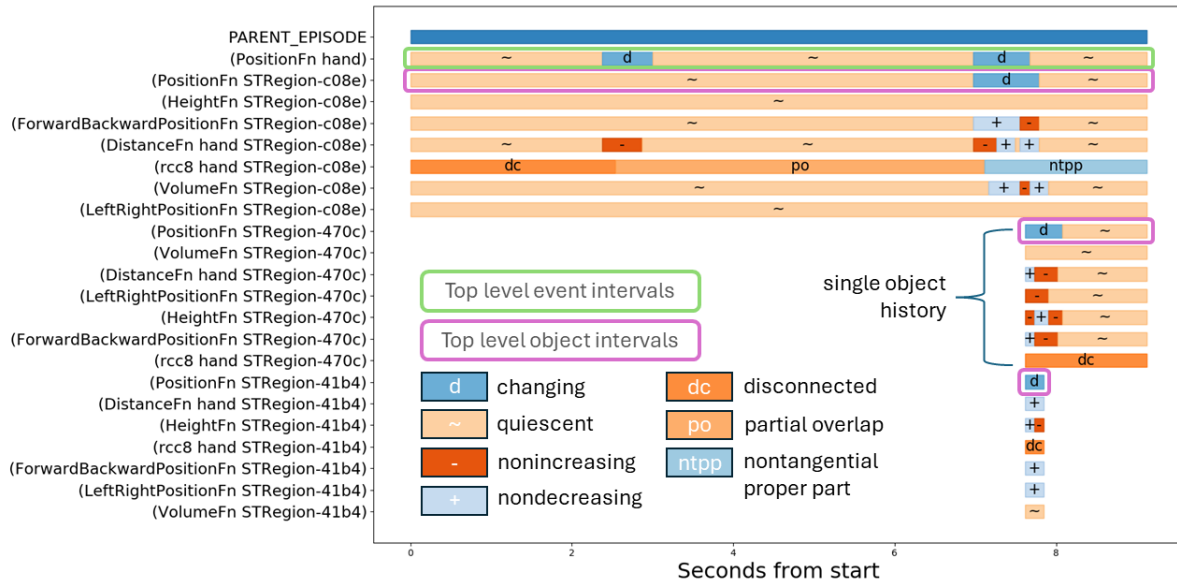 PARENT_EPISODE
(PositionFn hand) ~ d ~ d ~
(PositionFn STRegion-c08e) ~ d ~
(HeightFn STRegion-c08e) ~
(ForwardBackwardPositionFn STRegion-c08e) ~ + - ~
(DistanceFn hand STRegion-c08e) ~ - ~ - + + ~
(rcc8 hand STRegion-c08e) dc po ntpp
(VolumeFn STRegion-c08e) ~ + - + ~
(LeftRightPositionFn STRegion-c08e) ~
(PositionFn STRegion-470c) d ~
(VolumeFn STRegion-470c) ~
(DistanceFn hand STRegion-470c) + - ~
(LeftRightPositionFn STRegion-470c) - ~
(HeightFn STRegion-470c) - + - ~
(ForwardBackwardPositionFn STRegion-470c) + - ~
(rcc8 hand STRegion-470c) dc
(PositionFn STRegion-41b4) d
(DistanceFn hand STRegion-41b4) +
(HeightFn STRegion-41b4) + -
(rcc8 hand STRegion-41b4) dc
(ForwardBackwardPositionFn STRegion-41b4) +
(LeftRightPositionFn STRegion-41b4) +
(VolumeFn STRegion-41b4) ~
Top level event intervals
Top level object intervals
single object
history
d changing
~ quiescent
- nonincreasing
+ nondecreasing
dc disconnected
po partial overlap
ntpp nontangential
proper part
0 2 4 6 8
Seconds from start